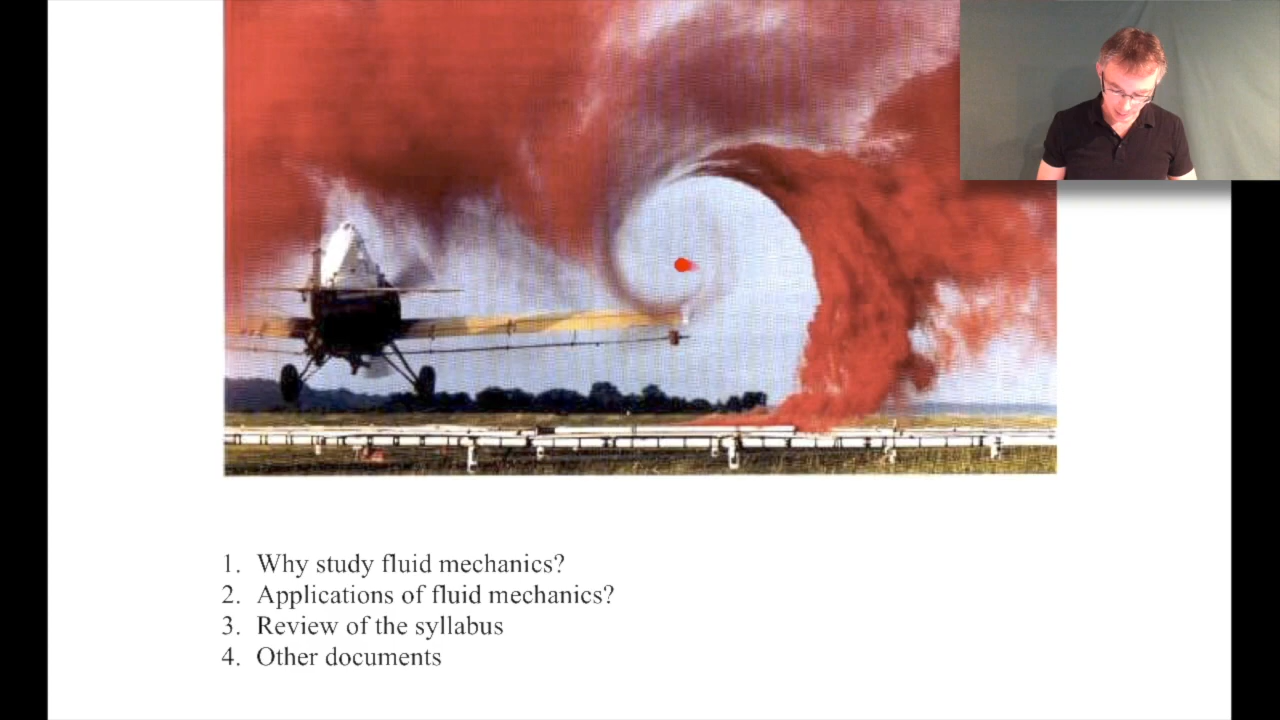 1. Why study fluid mechanics?
2. Applications of fluid mechanics?
3. Review of the syllabus
4. Other documents